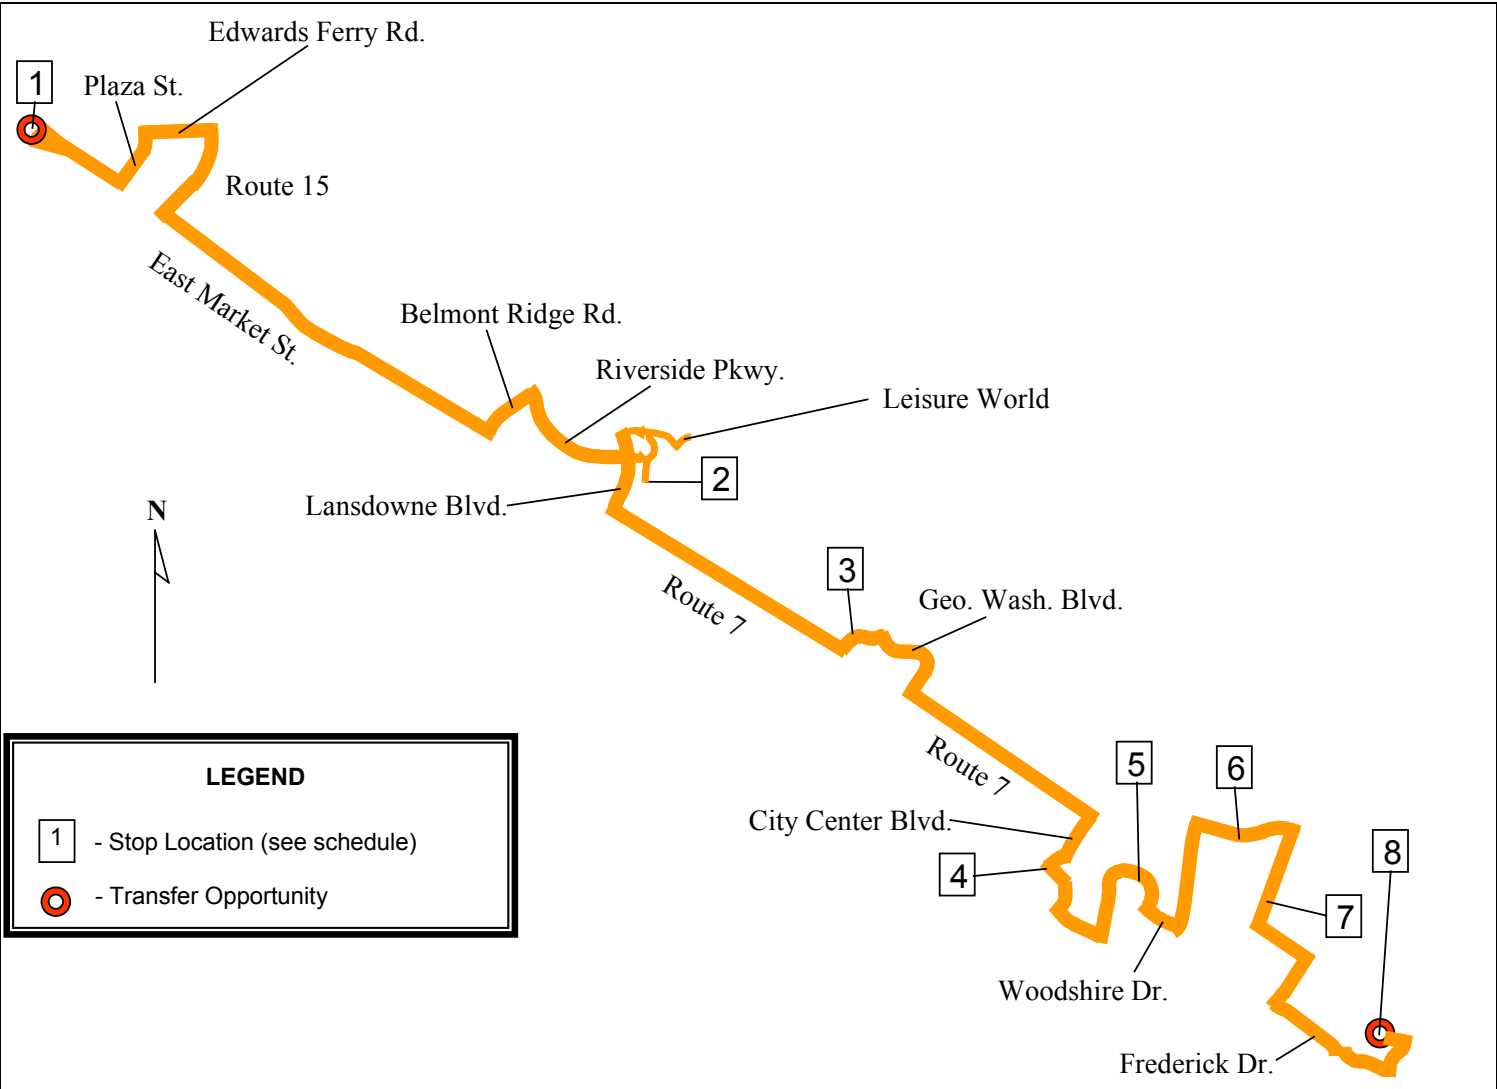 Edwards Ferry Rd.
1
Plaza St.
Route 15
East Market St.
Belmont Ridge Rd.
Riverside Pkwy.
Leisure World
2
Lansdowne Blvd.
N
3
Route 7
Geo. Wash. Blvd.
Route 7
5
6
City Center Blvd.
8
4
7
Woodshire Dr.
Frederick Dr.
LEGEND
1 - Stop Location (see schedule)
- Transfer Opportunity